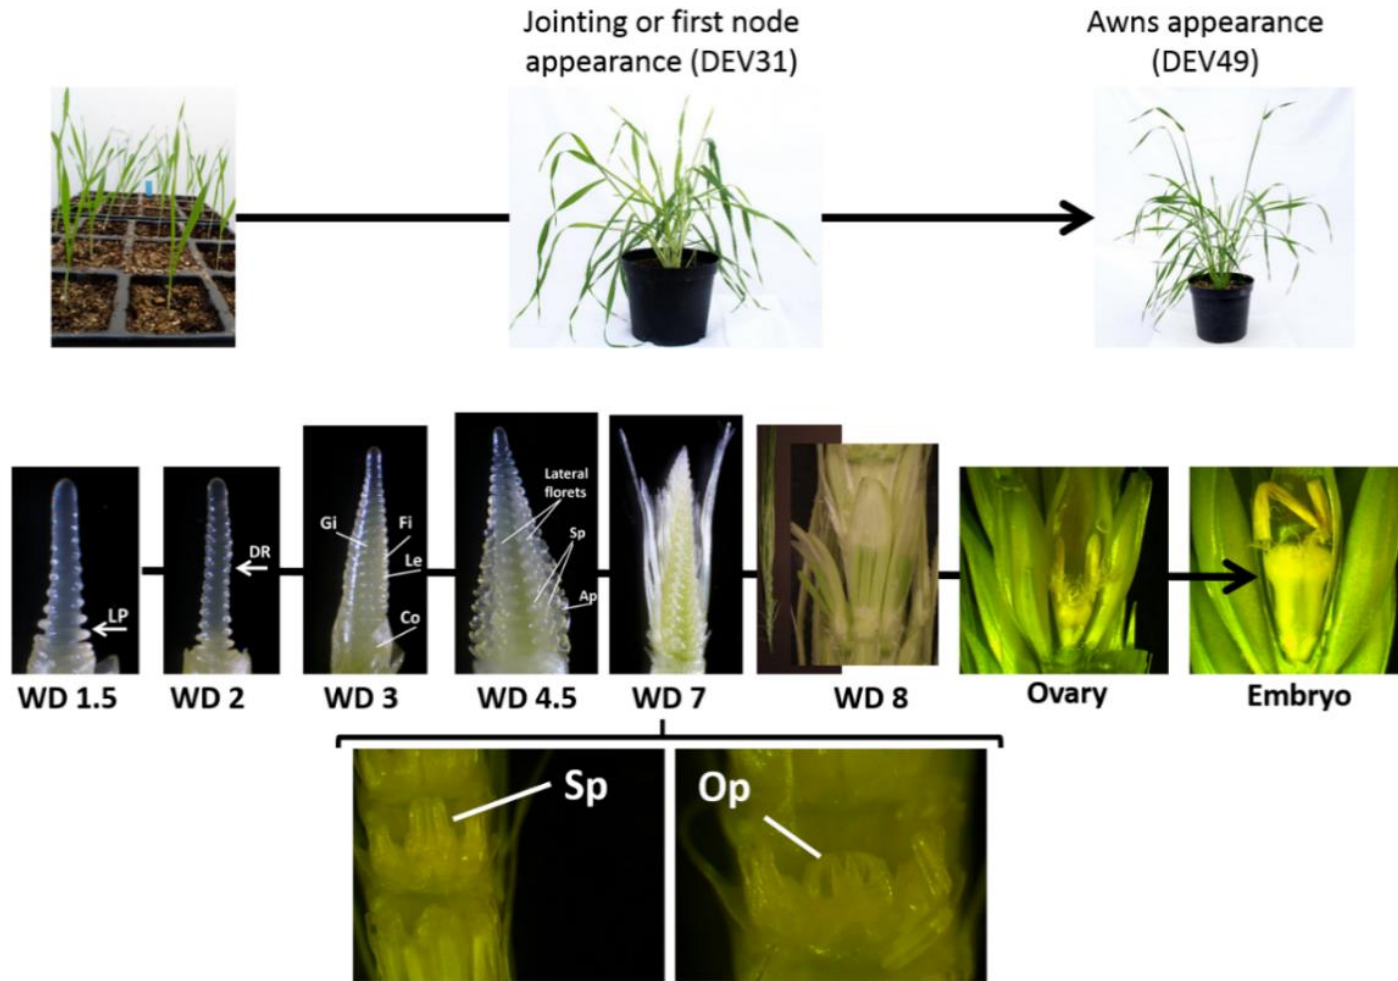 Jointing or first node
appearance (DEV31)
Awns appearance
(DEV49)
LP
DR
Gi
Fi
Le
Co
Lateral
florets
Sp
Ap
WD 1.5
WD 2
WD 3
WD 4.5
WD 7
WD 8
Ovary
Embryo
Sp
Op